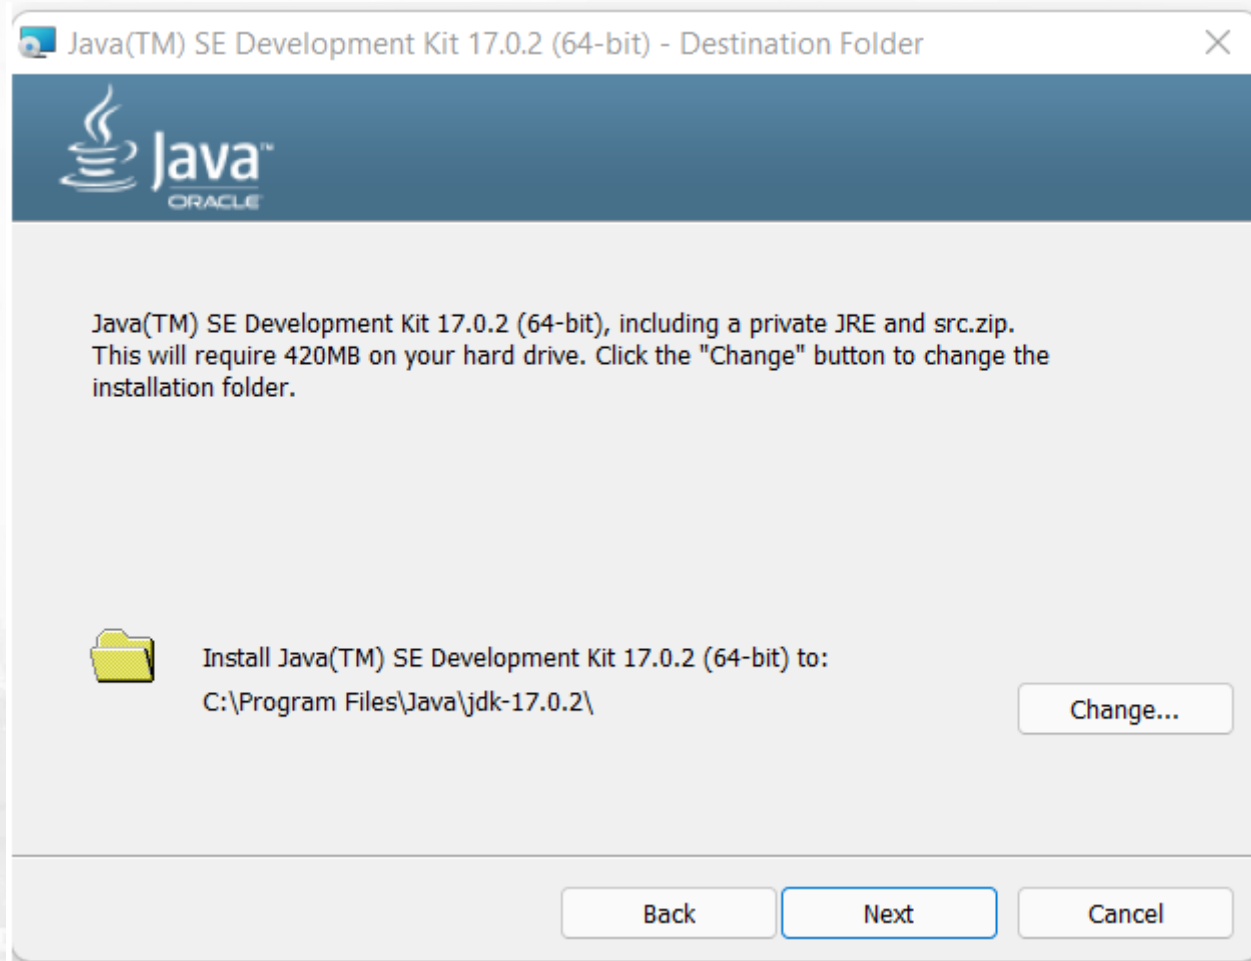 Java(TM) SE Development Kit 17.0.2 (64-bit) - Destination Folder
Java™
ORACLE
Java(TM) SE Development Kit 17.0.2 (64-bit), including a private JRE and src.zip.
This will require 420MB on your hard drive. Click the "Change" button to change the
installation folder.
Install Java(TM) SE Development Kit 17.0.2 (64-bit) to:
C:\Program Files\Java\jdk-17.0.2\
Change...
Back Next Cancel